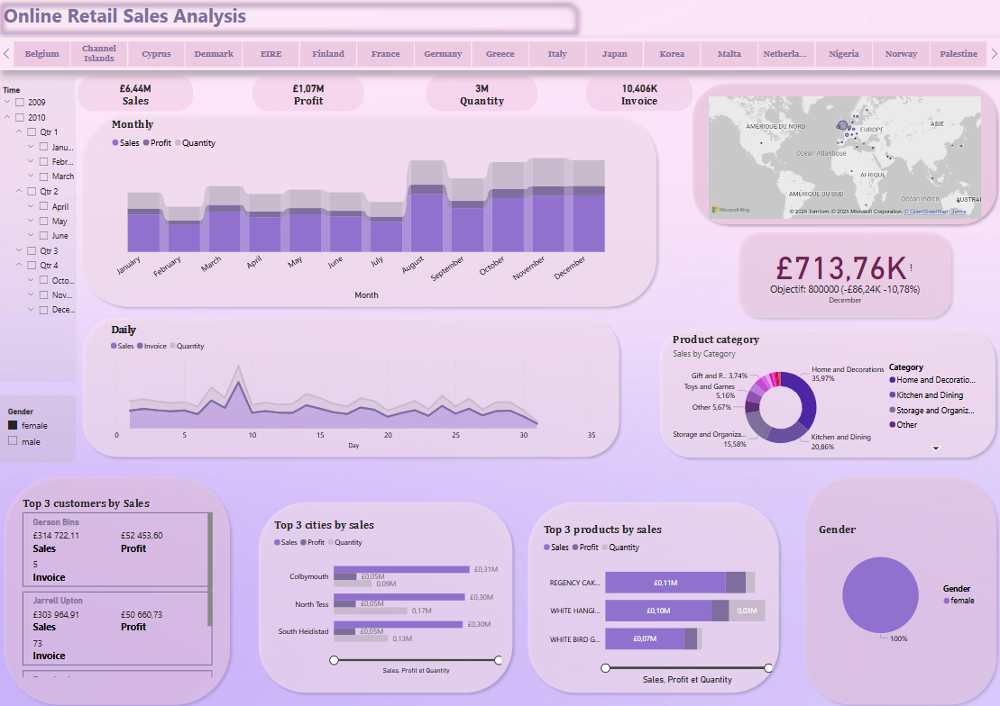 Online Retail Sales Analysis
Belgium
Channel Islands
Cyprus
Denmark
EIRE
Finland
France
Germany
Greece
Italy
Japan
Korea
Malta
Netherla...
Nigeria
Norway
Palestine
Time
2009
2010
Qtr 1
Janu...
Febr...
March
Qtr 2
April
May
June
Qtr 3
Qtr 4
Octo...
Nov...
Dece...
Gender
female
male
£6,44M
Sales
£1,07M
Profit
3M
Quantity
10,406K
Invoice
Monthly
Sales Profit Quantity
January February March April May June July August September October November December
Month
AMÉRIQUE DU NORD
EUROPE
ASIE
Océan Atlantique
AFRIQUE
AMÉRIQUE DU SUD
Océan Indien
AUSTRAL
Microsoft Bing
© 2025 TomTom, © 2025 Microsoft Corporation, © OpenStreetMap Terms
£713,76K!
Objectif: 800000 (-£86,24K -10,78%)
December
Daily
Sales Invoice Quantity
0 5 10 15 20 25 30 35
Day
Product category
Sales by Category
Gift and P... 3,74%
Toys and Games
5,16%
Other 5,67%
Storage and Organiza...
15,58%
Home and Decorations
35,97%
Kitchen and Dining
20,86%
Category
Home and Decoratio...
Kitchen and Dining
Storage and Organiz...
Other
Top 3 customers by Sales
Gerson Bins
£314 722,11 £52 453,60
Sales Profit
5
Invoice
Jarrell Upton
£303 964,91 £50 660,73
Sales Profit
73
Invoice
Top 3 cities by sales
Sales Profit Quantity
Colbymouth
£0,31M
£0,05M
0,09M
North Tess
£0,30M
£0,05M
0,17M
South Heidistad
£0,30M
£0,05M
0,13M
Sales, Profit et Quantity
Top 3 products by sales
Sales Profit Quantity
REGENCY CAK... £0,11M
WHITE HANGI... £0,10M 0,03M
WHITE BIRD G... £0,07M
Sales, Profit et Quantity
Gender
Gender
female
100%